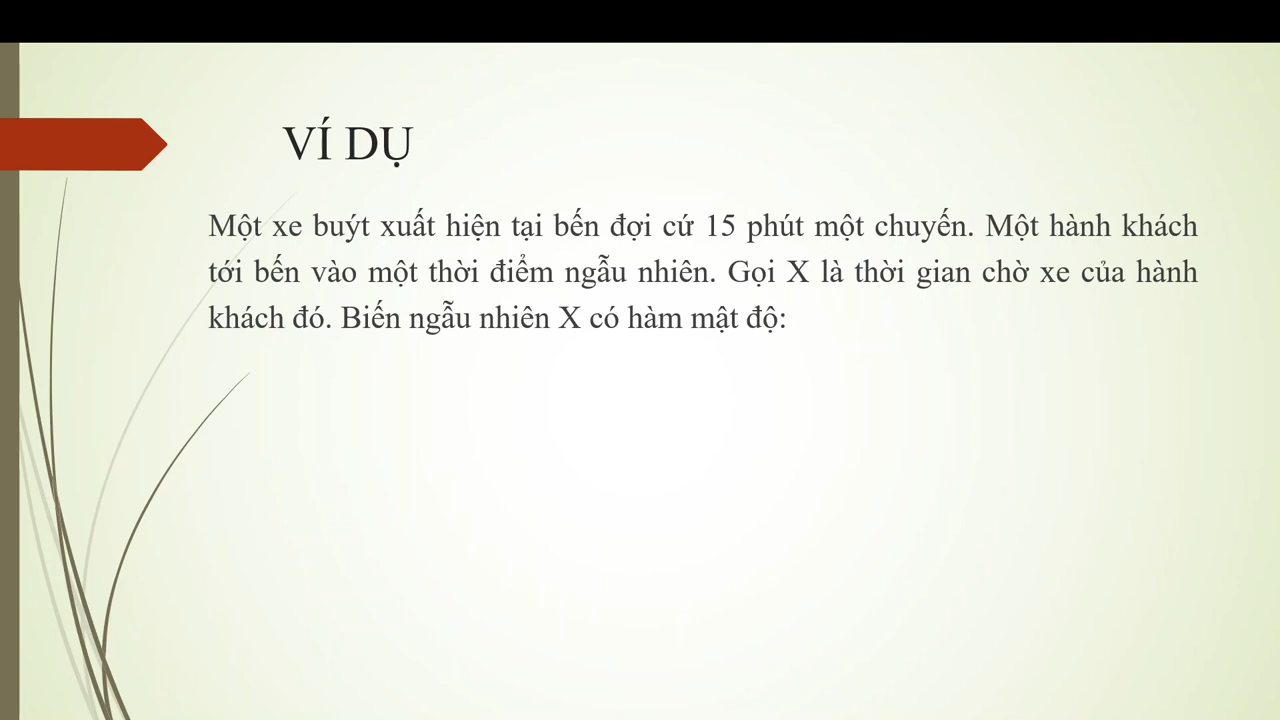 VÍ DỤ
Một xe buýt xuất hiện tại bến đợi cứ 15 phút một chuyến. Một hành khách
tới bến vào một thời điểm ngẫu nhiên. Gọi X là thời gian chờ xe của hành
khách đó. Biến ngẫu nhiên X có hàm mật độ: